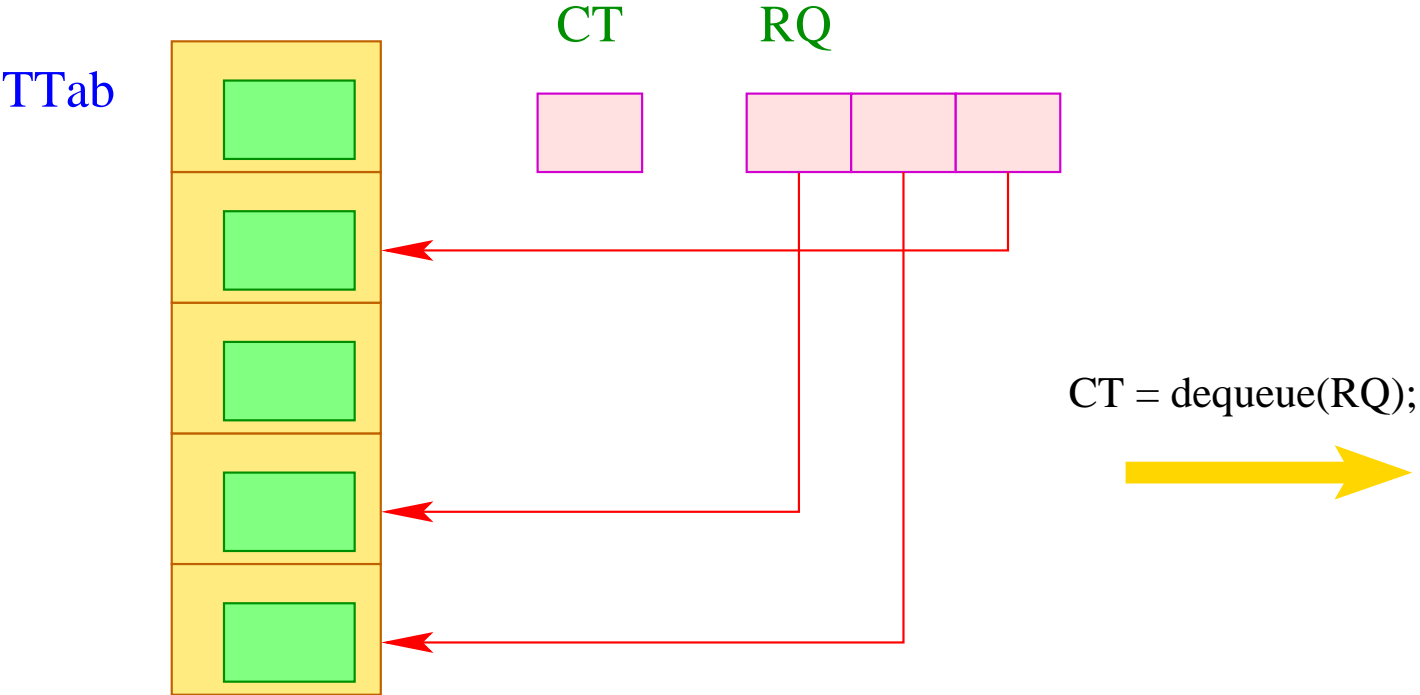 CT RQ
TTab
CT = dequeue(RQ);